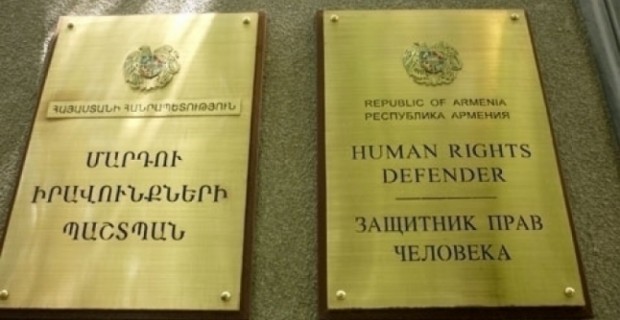 ՀԱՅԱՍՏԱՆԻ ՀԱՆՐԱՊԵՏՈՒԹՅՈՒՆ
ՄԱՐԴՈՒ
ԻՐԱՎՈՒՆՔՆԵՐԻ
ՊԱՇՏՊԱՆ
REPUBLIC OF ARMENIA
РЕСПУБЛИКА АРМЕНИЯ
HUMAN RIGHTS
DEFENDER
ЗАЩИТНИК ПРАВ
ЧЕЛОВЕКА